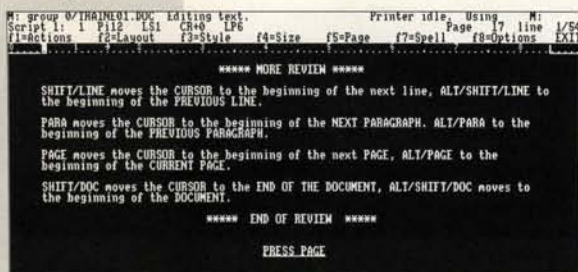 M: group 0/TRAINE01.DOC Editing text. Printer idle, Using M:
Script 1: 1 Pi12 LS1 CR+0 LP6 Page 17 line 1/54
f1=Actions f2=Layout f3=Style f4=Size f5=Page f7=Spell f8=Options EXIT
***** MORE REVIEW *****
SHIFT/LINE moves the CURSOR to the beginning of the next line, ALT/SHIFT/LINE to
the beginning of the PREVIOUS LINE.
PARA moves the CURSOR to the beginning of the NEXT PARAGRAPH. ALT/PARA to the
beginning of the PREVIOUS PARAGRAPH.
PAGE moves the CURSOR to the beginning of the next PAGE, ALT/PAGE to the
beginning of the CURRENT PAGE.
SHIFT/DOC moves the CURSOR to the END OF THE DOCUMENT, ALT/SHIFT/DOC moves to
the beginning of the DOCUMENT.
***** END OF REVIEW *****
PRESS PAGE